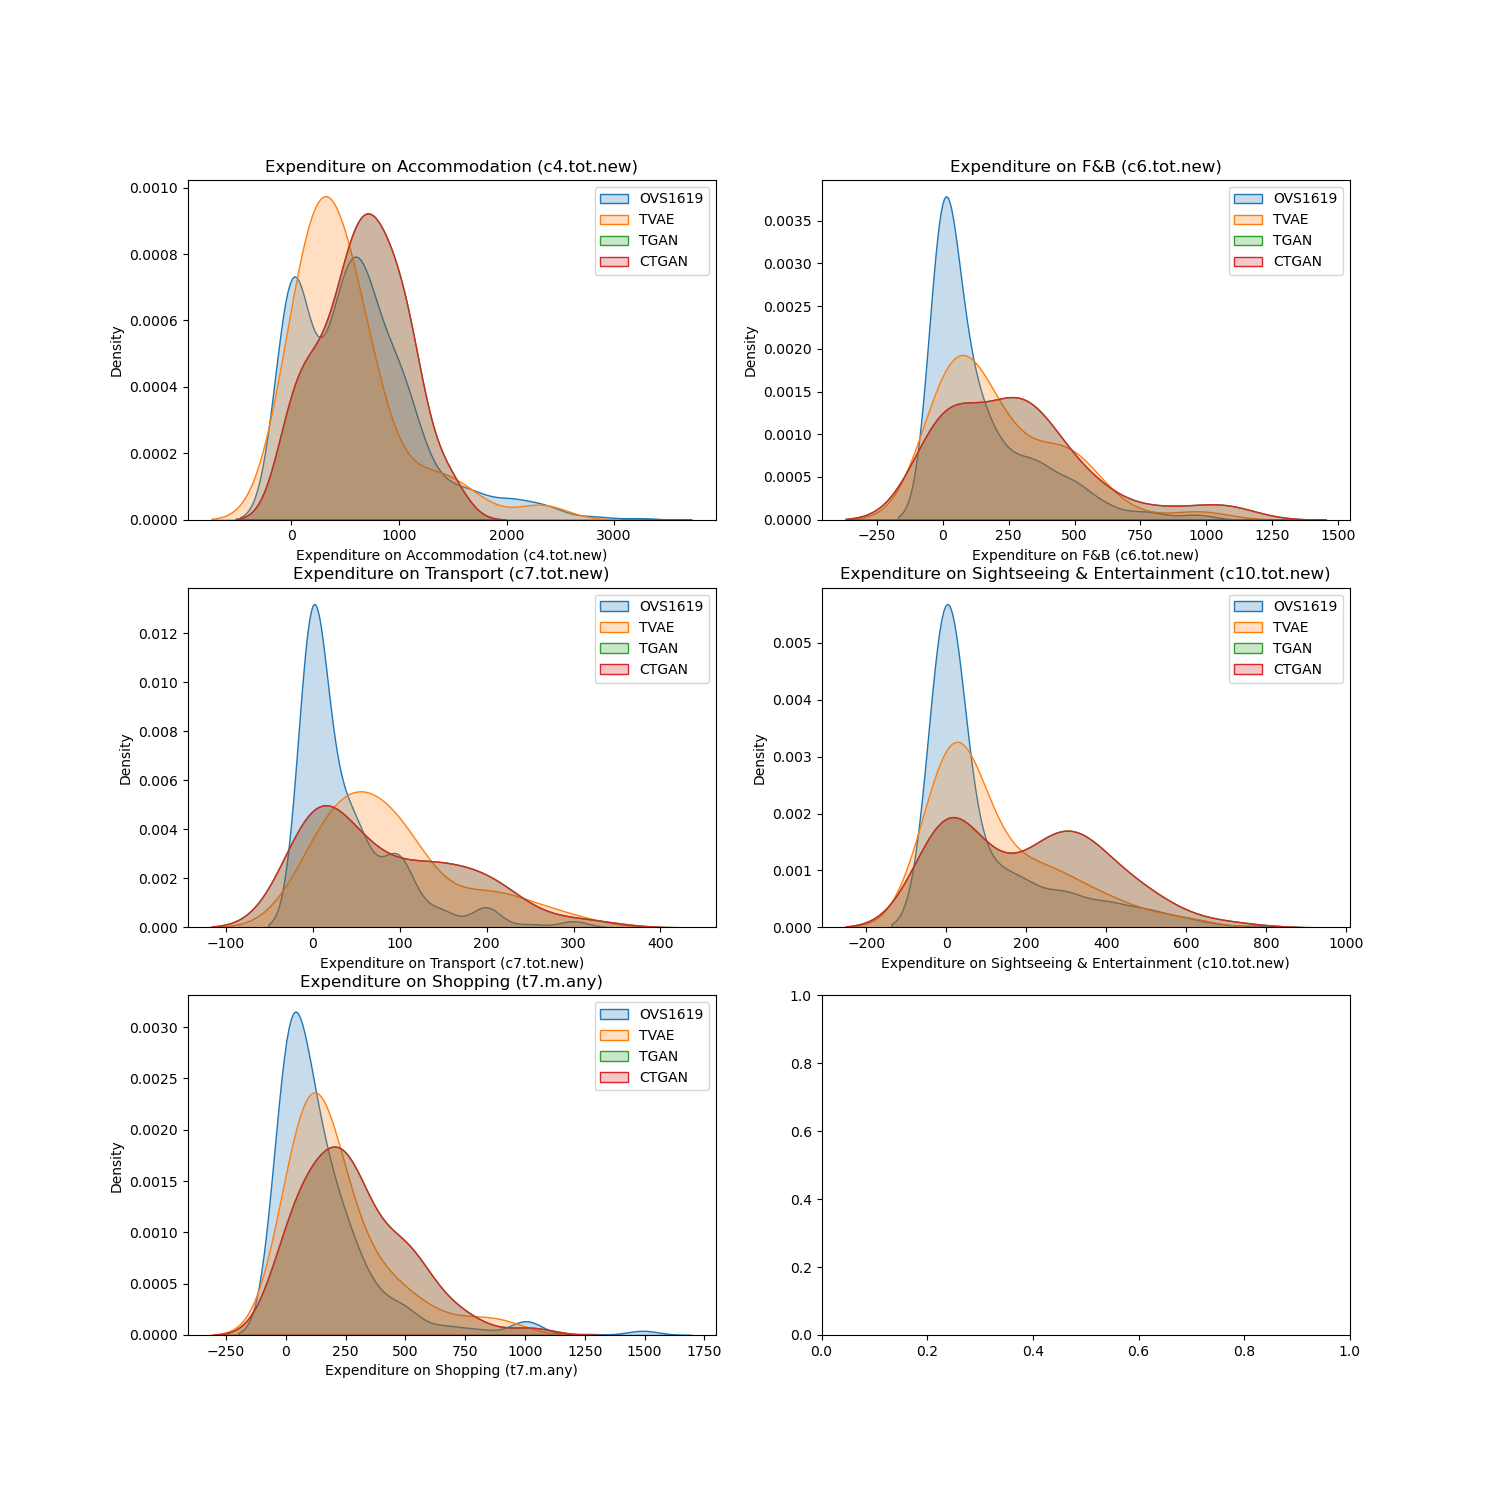 Expenditure on Accommodation (c4.tot.new)
0.0010
0.0008
0.0006
0.0004
0.0002
0.0000
Density
OVS1619
TVAE
TGAN
CTGAN
0 1000 2000 3000
Expenditure on Accommodation (c4.tot.new)
Expenditure on F&B (c6.tot.new)
0.0035
0.0030
0.0025
0.0020
0.0015
0.0010
0.0005
0.0000
Density
OVS1619
TVAE
TGAN
CTGAN
−250 0 250 500 750 1000 1250 1500
Expenditure on F&B (c6.tot.new)
Expenditure on Transport (c7.tot.new)
0.012
0.010
0.008
0.006
0.004
0.002
0.000
Density
OVS1619
TVAE
TGAN
CTGAN
−100 0 100 200 300 400
Expenditure on Transport (c7.tot.new)
Expenditure on Sightseeing & Entertainment (c10.tot.new)
0.005
0.004
0.003
0.002
0.001
0.000
Density
OVS1619
TVAE
TGAN
CTGAN
−200 0 200 400 600 800 1000
Expenditure on Sightseeing & Entertainment (c10.tot.new)
Expenditure on Shopping (t7.m.any)
0.0030
0.0025
0.0020
0.0015
0.0010
0.0005
0.0000
Density
OVS1619
TVAE
TGAN
CTGAN
−250 0 250 500 750 1000 1250 1500 1750
Expenditure on Shopping (t7.m.any)
1.0
0.8
0.6
0.4
0.2
0.0
0.0 0.2 0.4 0.6 0.8 1.0